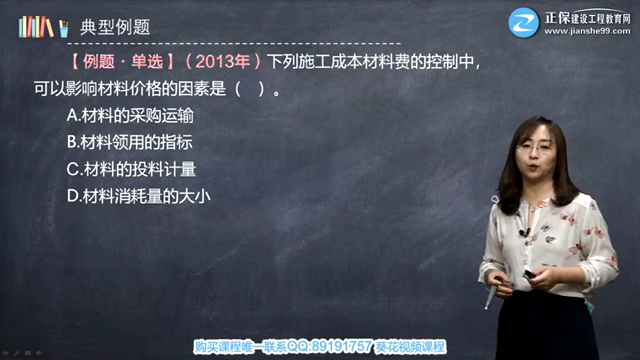 典型例题
正保建设工程教育网
www.jianshe99.com
【例题·单选】（2013年）下列施工成本材料费的控制中，
可以影响材料价格的因素是（　）。
A.材料的采购运输
B.材料领用的指标
C.材料的投料计量
D.材料消耗量的大小
购买课程唯一联系QQ:89191757 葵花视频课程